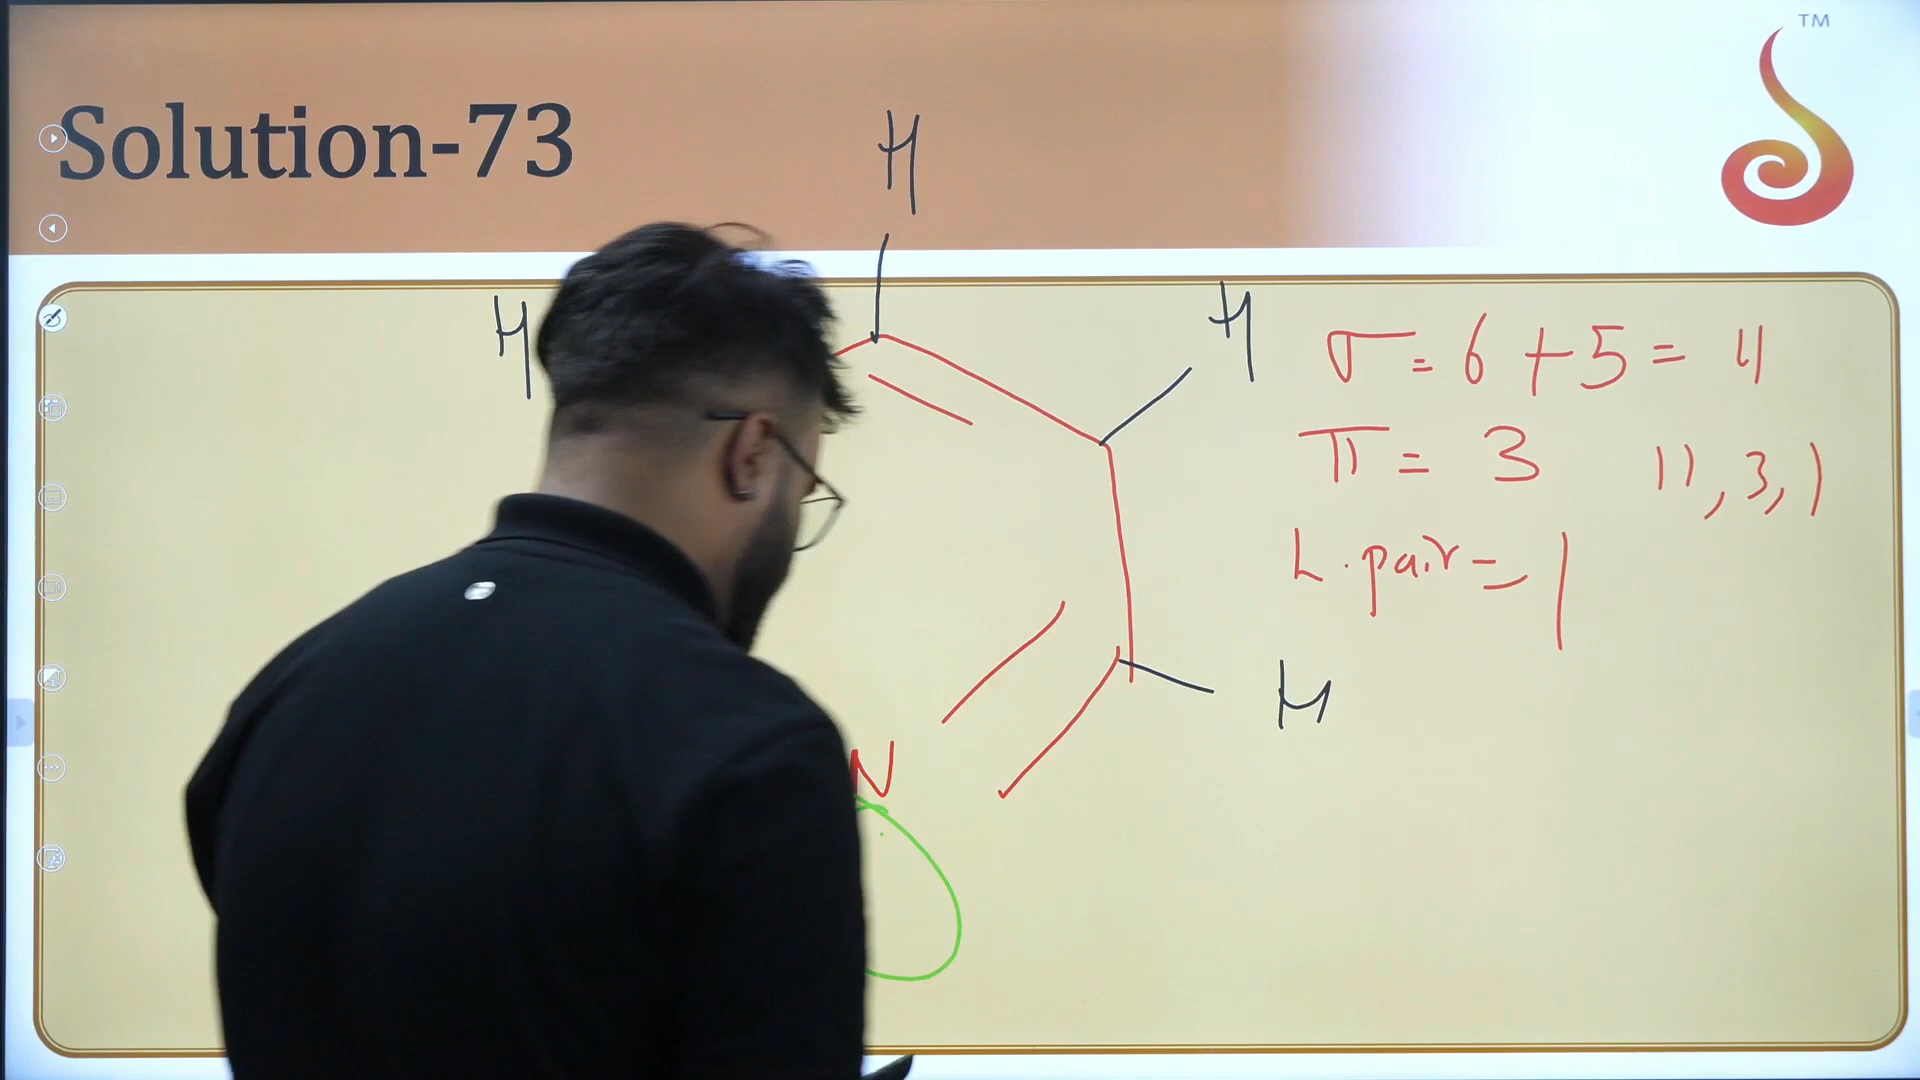 TM
Solution-73
H
H
H
σ = 6 + 5 = 11
π = 3 11, 3, 1
L. pair = 1
H
N